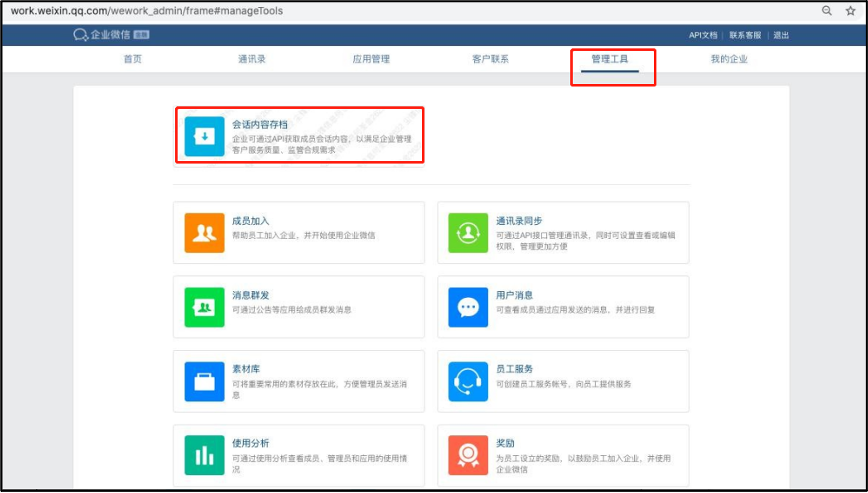 work.weixin.qq.com/wework_admin/frame#manageTools
企业微信
API文档 | 联系客服 | 退出
首页 通讯录 应用管理 客户联系 管理工具 我的企业
会话内容存档
企业可通过API获取成员会话内容，以满足企业管理
客户服务质量、监管合规需求
成员加入
帮助员工加入企业，并开始使用企业微信
通讯录同步
可通过API接口管理通讯录，同时可设置查看或编辑
权限，管理更加方便
消息群发
可通过公告等应用给成员群发消息
用户消息
可查看成员通过应用发送的消息，并进行回复
素材库
可将重要常用的素材存放在此，方便管理员发送消
息
员工服务
可创建员工服务帐号，向员工提供服务
使用分析
可通过使用分析查看成员、管理员和应用的使用情
况
奖励
为员工设立的奖励，以鼓励员工加入企业，并使用
企业微信